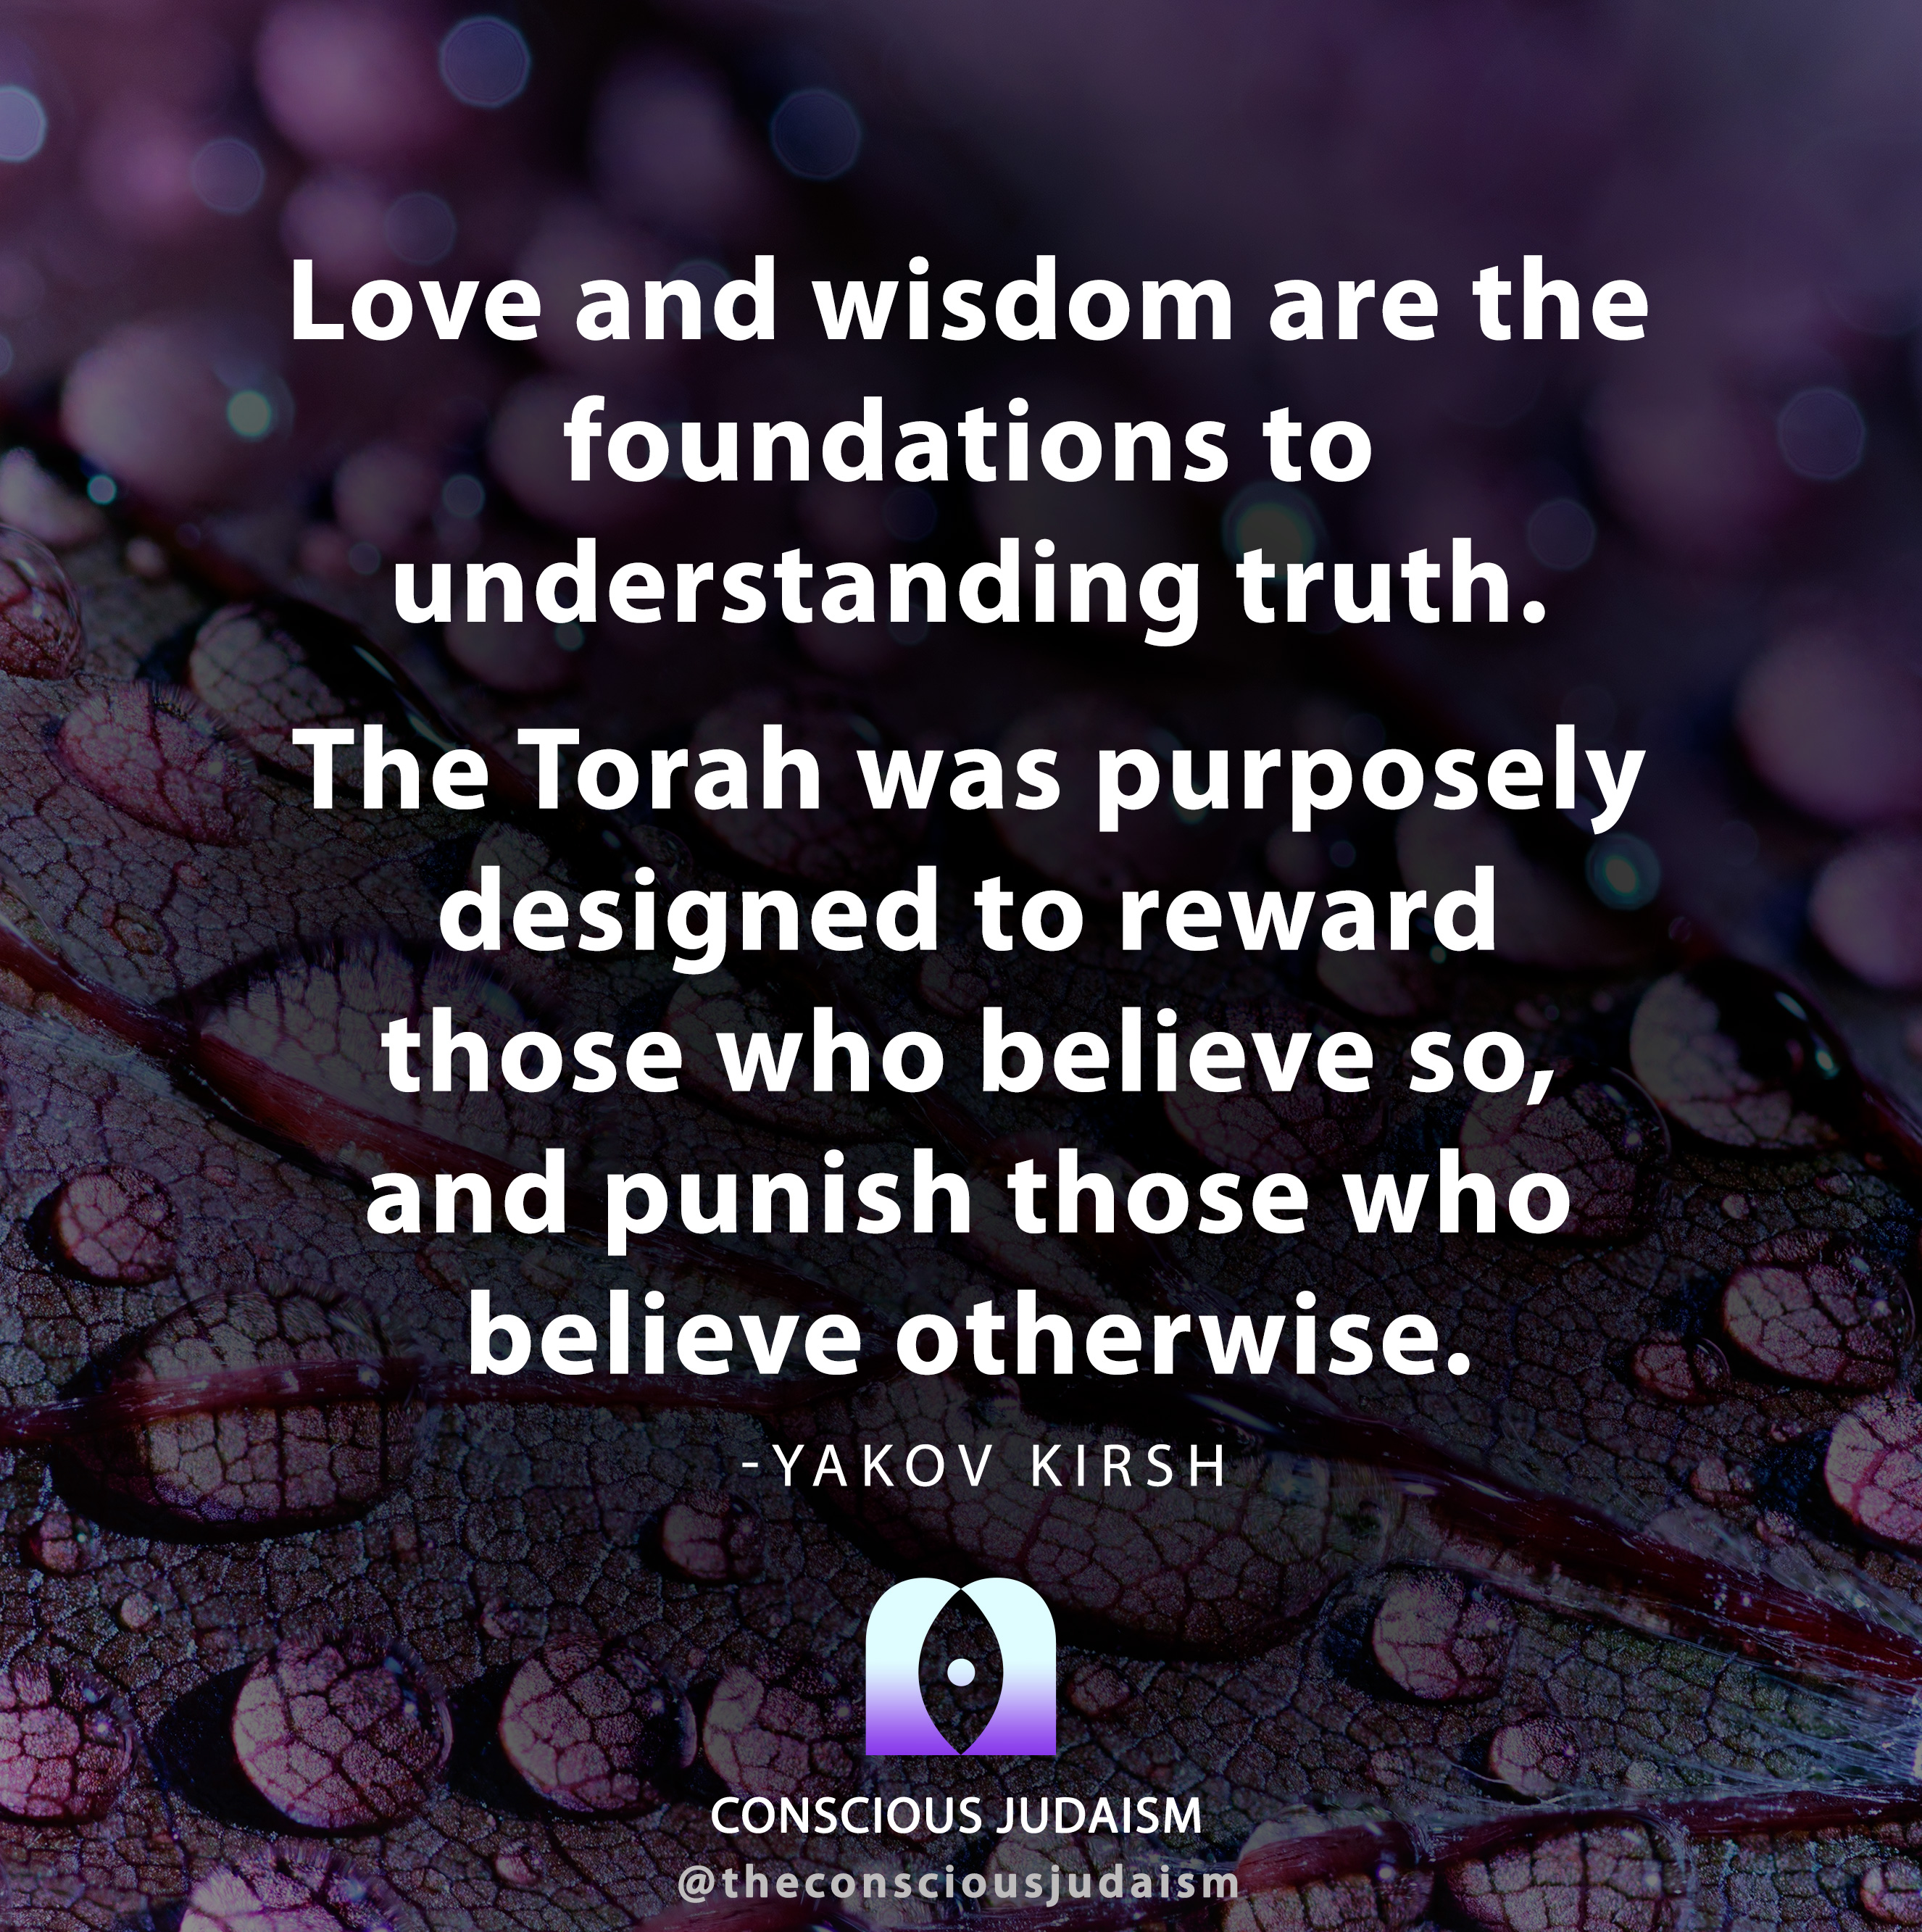 Love and wisdom are the
foundations to
understanding truth.
The Torah was purposely
designed to reward
those who believe so,
and punish those who
believe otherwise.
-YAKOV KIRSH
CONSCIOUS JUDAISM
@theconsciousjudaism